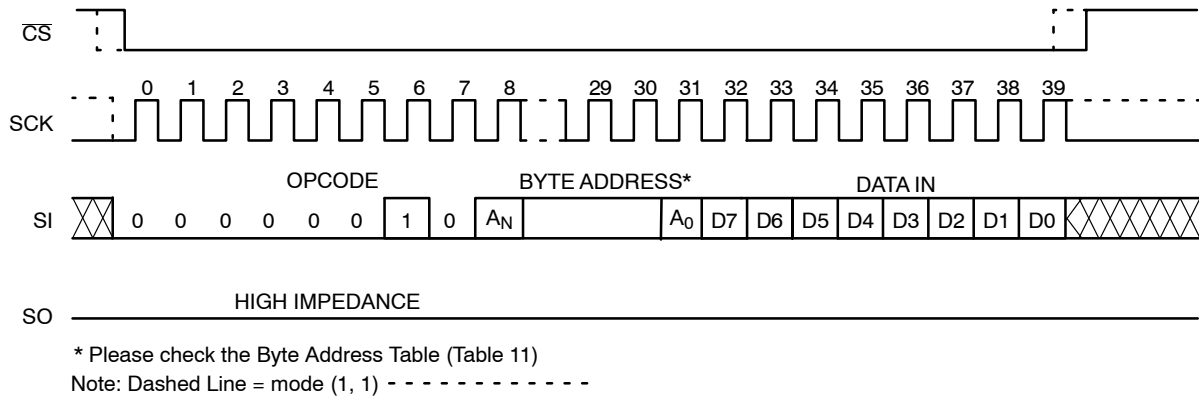 CS
0 1 2 3 4 5 6 7 8 29 30 31 32 33 34 35 36 37 38 39
SCK
OPCODE BYTE ADDRESS* DATA IN
SI 0 0 0 0 0 0 1 0 AN A0 D7 D6 D5 D4 D3 D2 D1 D0
HIGH IMPEDANCE
SO
* Please check the Byte Address Table (Table 11)
Note: Dashed Line = mode (1, 1)